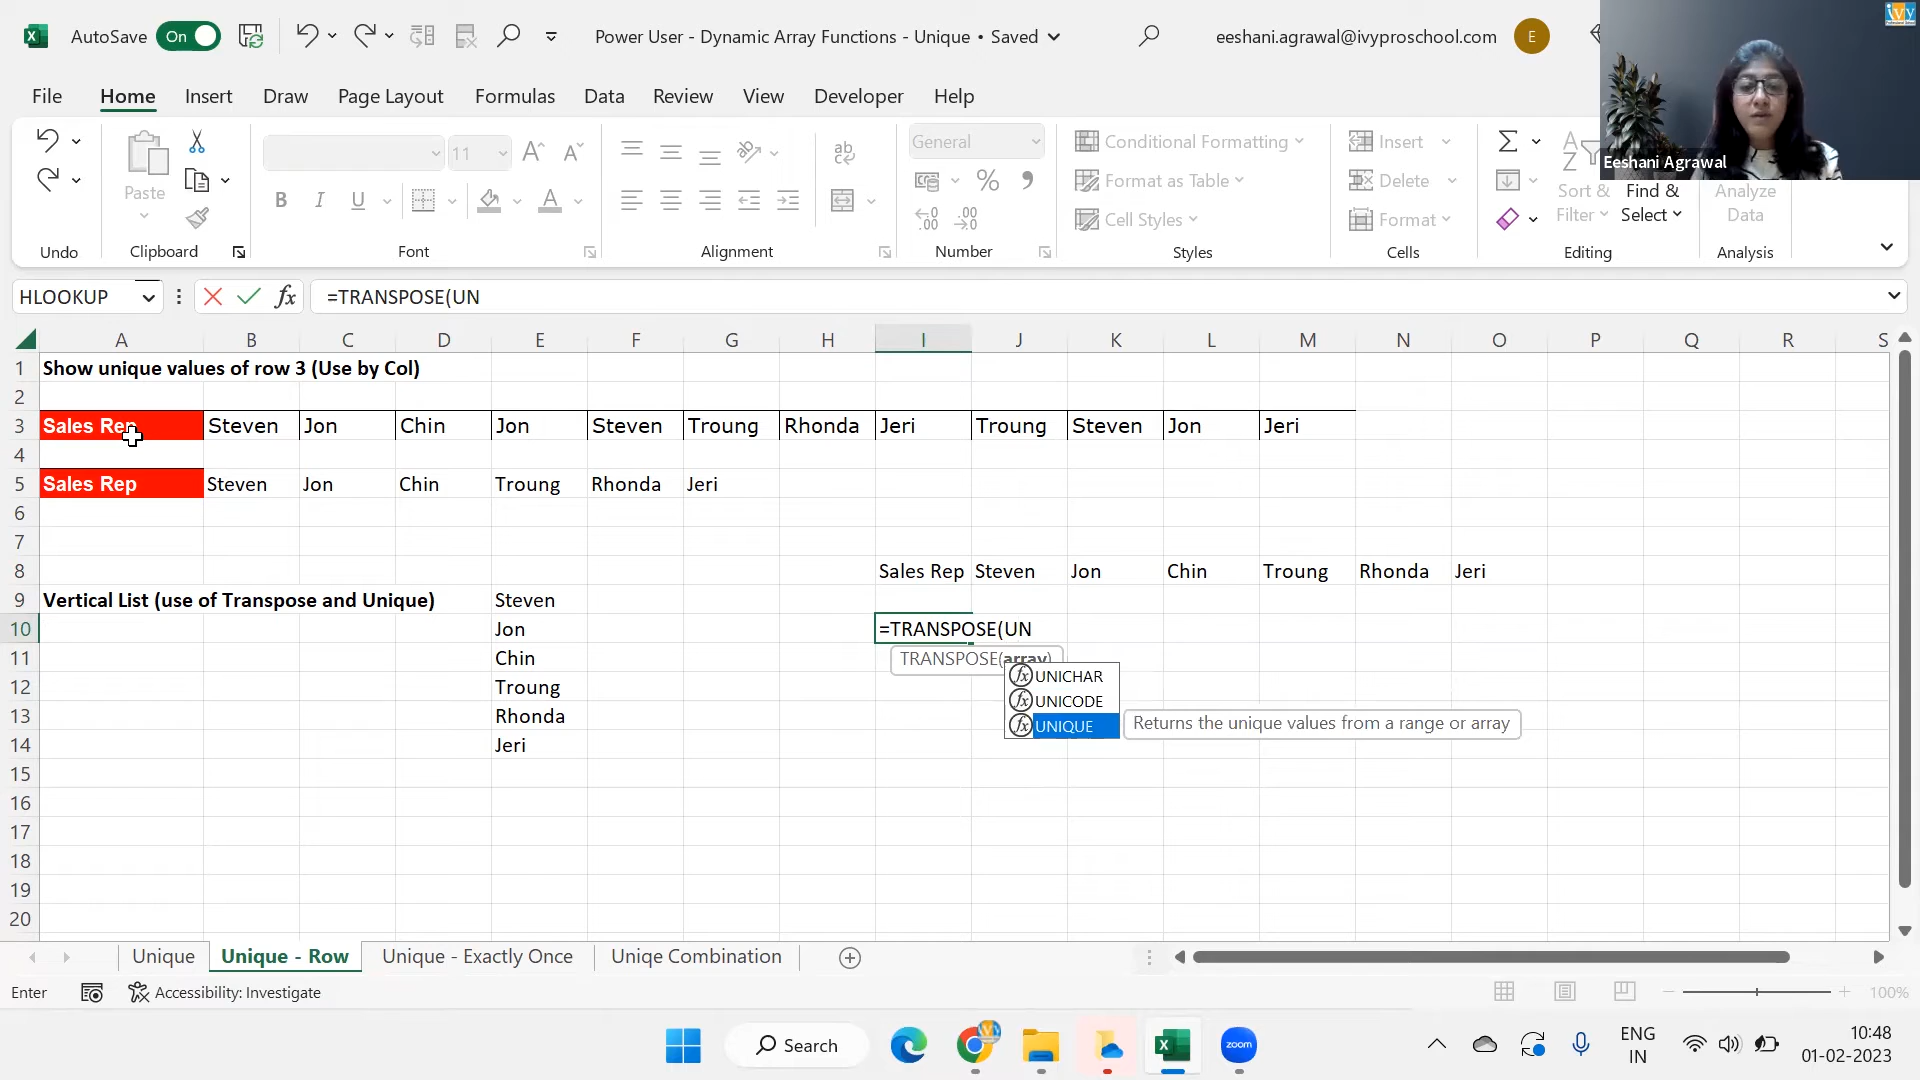 AutoSave On Power User - Dynamic Array Functions - Unique • Saved eeshani.agrawal@ivyproschool.com E ivy
File Home Insert Draw Page Layout Formulas Data Review View Developer Help
Eeshani Agrawal
Paste 11 General Conditional Formatting Insert
B I U Format as Table Delete Sort & Filter Find & Select Analyze Data
Cell Styles Format
Undo Clipboard Font Alignment Number Styles Cells Editing Analysis
HLOOKUP fx =TRANSPOSE(UN
A B C D E F G H I J K L M N O P Q R S
1 Show unique values of row 3 (Use by Col)
2
3 Sales Rep Steven Jon Chin Jon Steven Troung Rhonda Jeri Troung Steven Jon Jeri
4
5 Sales Rep Steven Jon Chin Troung Rhonda Jeri
6
7
8 Sales Rep Steven Jon Chin Troung Rhonda Jeri
9 Vertical List (use of Transpose and Unique) Steven
10 Jon =TRANSPOSE(UN
11 Chin TRANSPOSE(array)
UNICHAR
12 Troung UNICODE
13 Rhonda UNIQUE Returns the unique values from a range or array
14 Jeri
15
16
17
18
19
20
Unique Unique - Row Unique - Exactly Once Uniqe Combination
Enter Accessibility: Investigate 100%
Search zoom ENG IN 10:48 01-02-2023